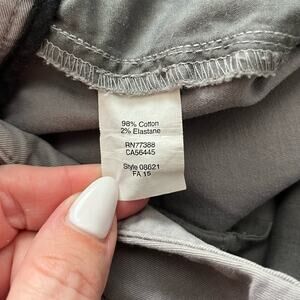 98% Cotton
2% Elastane
RN77388
CA56445
Style 08621
FA 15